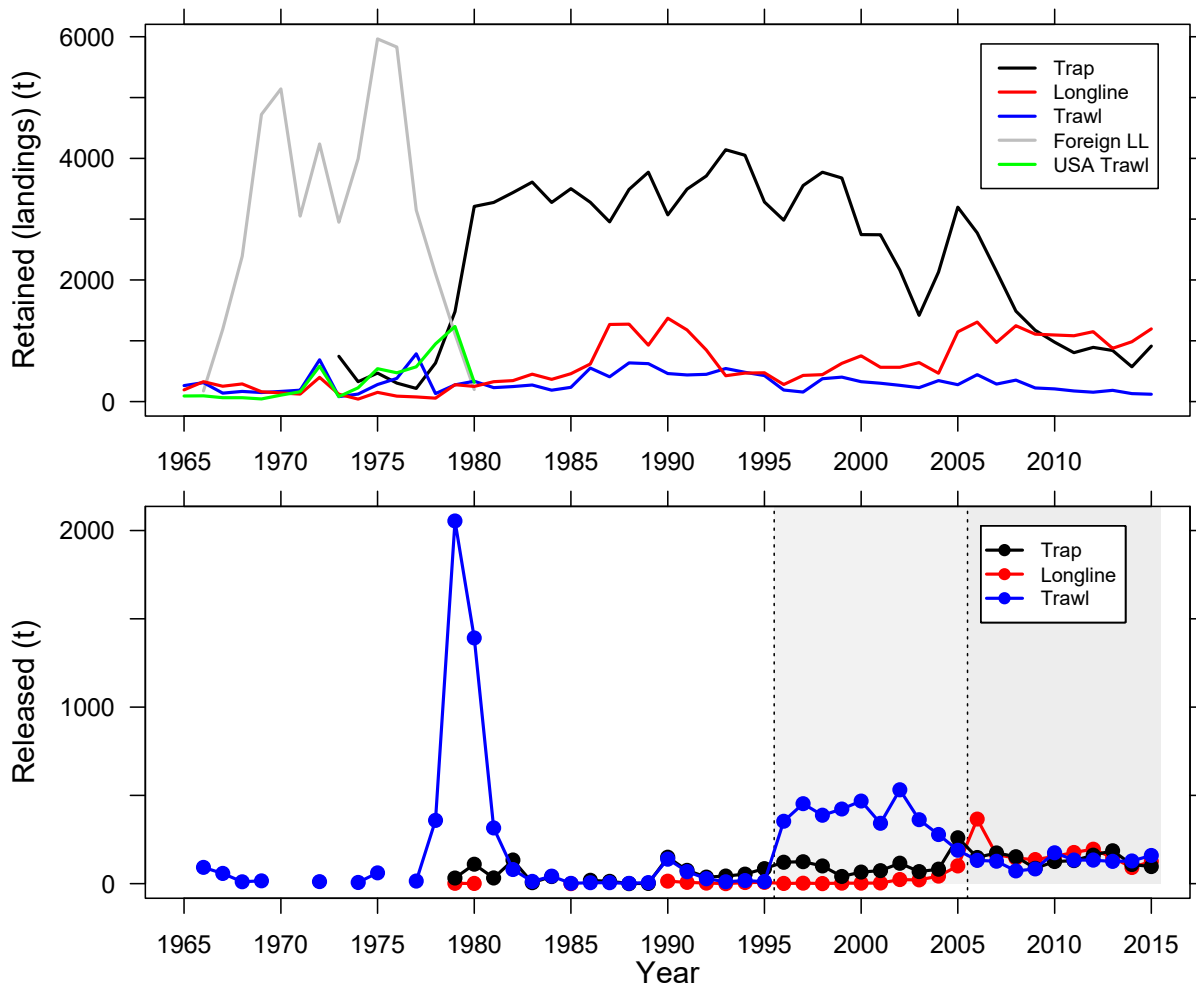 Retained (landings) (t)
6000
4000
2000
0
Trap
Longline
Trawl
Foreign LL
USA Trawl
1965 1970 1975 1980 1985 1990 1995 2000 2005 2010
Released (t)
2000
1000
0
Trap
Longline
Trawl
1965 1970 1975 1980 1985 1990 1995 2000 2005 2010 2015
Year